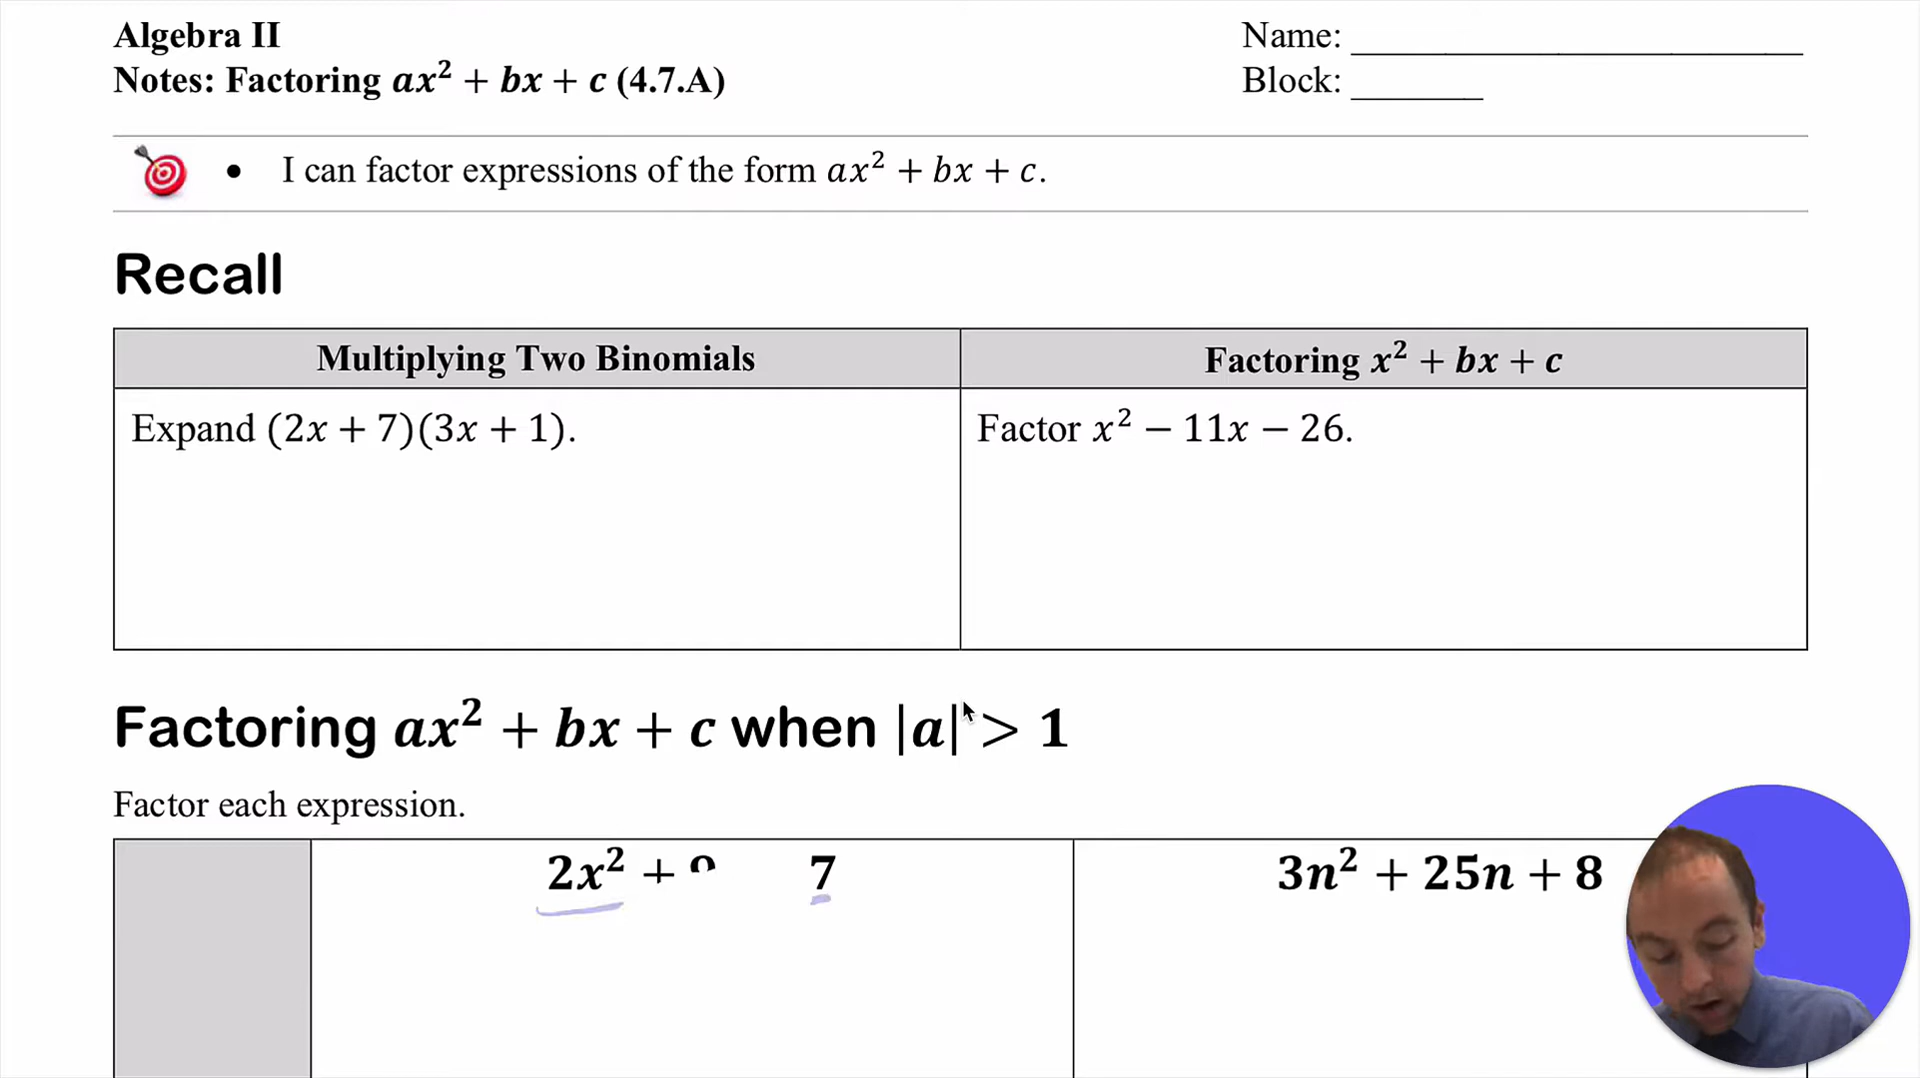 Algebra II
Name: ____________________
Notes: Factoring ax² + bx + c (4.7.A)
Block: ______
• I can factor expressions of the form ax² + bx + c.
Recall
Multiplying Two Binomials
Factoring x² + bx + c
Expand (2x + 7)(3x + 1).
Factor x² − 11x − 26.
Factoring ax² + bx + c when |a| > 1
Factor each expression.
2x² + 7
3n² + 25n + 8